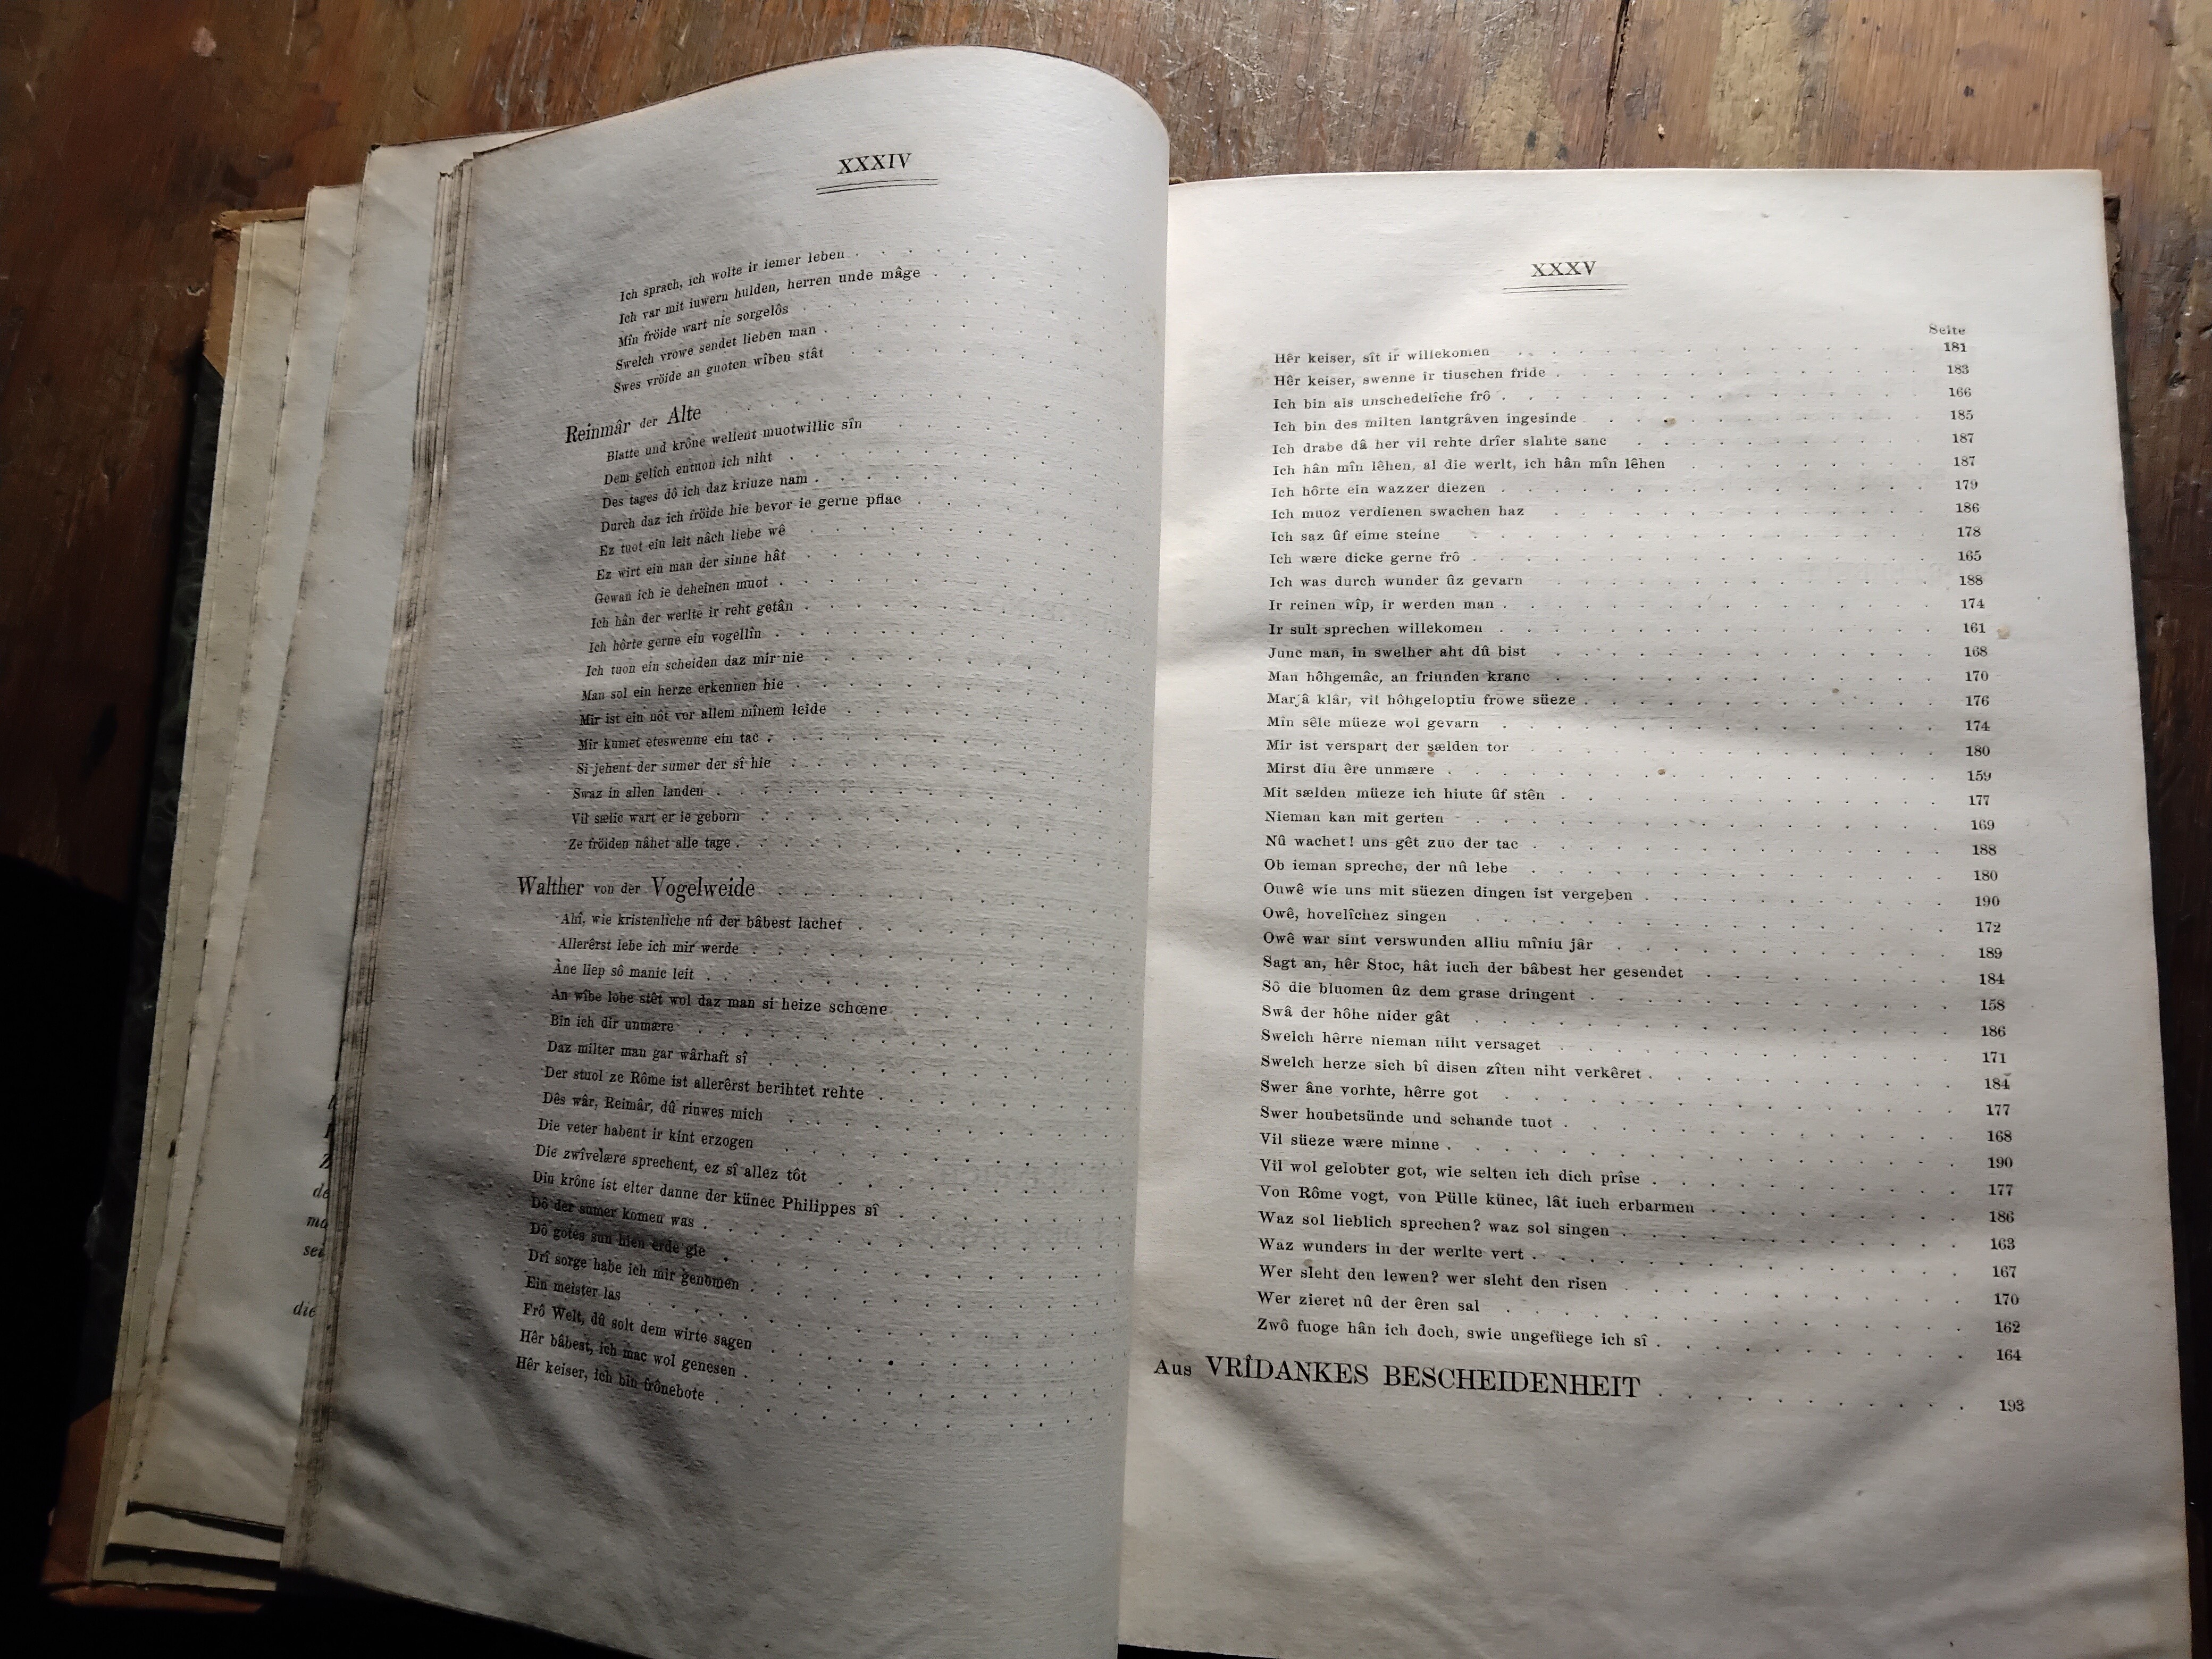 XXXIV
Ich sprach, ich wolte ir iemer leben
Ich var mit iuwern hulden, herren unde mâge
Mîn fröide wart nie sorgelôs
Swelch vrowe sendet lieben man
Swes vröide an guoten wîben stât
Reinmâr der Alte
Blatte und krône wellent muotwillic sîn
Dem gelîch entuon ich niht
Des tages dô ich daz kriuze nam
Durch daz ich fröide hie bevor ie gerne pflac
Ez tuot ein leit nâch liebe wê
Ez wirt ein man der sinne hât
Gewan ich ie deheinen muot
Ich hân der werlte ir reht getân
Ich hôrte gerne ein vogellîn
Ich tuon ein scheiden daz mir nie
Man sol ein herze erkennen hie
Mir ist ein nôt vor allem mînem leide
Mir kumet eteswenne ein tac
Si jehent der sumer der sî hie
Swaz in allen landen
Vil sælic wart er ie geborn
Ze fröiden nâhet alle tage
Walther von der Vogelweide
Ahî, wie kristenlîche nû der bâbest lachet
Allerêrst lebe ich mir werde
Âne liep sô manic leit
An wîbe lobe stêt wol daz man si heize schœne
Bin ich dir unmære
Daz milter man gar wârhaft sî
Der stuol ze Rôme ist allerêrst berihtet rehte
Dês wâr, Reimâr, dû riuwes mich
Die veter habent ir kint erzogen
Die zwîvelære sprechent, ez sî allez tôt
Diu krône ist elter danne der künec Philippes sî
Dô der sumer komen was
Dô gotes sun hien erde gie
Drî sorge habe ich mir genomen
Ein meister las
Frô Welt, dû solt dem wirte sagen
Hêr bâbest, ich mac wol genesen
Hêr keiser, ich bin frônebote
XXXV
Seite
Hêr keiser, sît ir willekomen 181
Hêr keiser, swenne ir tiuschen fride 183
Ich bin als unschedelîche frô 166
Ich bin des milten lantgrâven ingesinde 185
Ich drabe dâ her vil rehte drîer slahte sanc 187
Ich hân mîn lêhen, al die werlt, ich hân mîn lêhen 187
Ich hôrte ein wazzer diezen 179
Ich muoz verdienen swachen haz 186
Ich saz ûf eime steine 178
Ich wære dicke gerne frô 165
Ich was durch wunder ûz gevarn 188
Ir reinen wîp, ir werden man 174
Ir sult sprechen willekomen 161
Junc man, in swelher aht dû bist 168
Man hôhgemâc, an friunden kranc 170
Marjâ klâr, vil hôhgeloptiu frowe süeze 176
Mîn sêle müeze wol gevarn 174
Mir ist verspart der sælden tor 180
Mirst diu êre unmære 159
Mit sælden müeze ich hiute ûf stên 177
Nieman kan mit gerten 169
Nû wachet! uns gêt zuo der tac 188
Ob ieman spreche, der nû lebe 180
Ouwê wie uns mit süezen dingen ist vergeben 190
Owê, hovelîchez singen 172
Owê war sint verswunden alliu mîniu jâr 189
Sagt an, hêr Stoc, hât iuch der bâbest her gesendet 184
Sô die bluomen ûz dem grase dringent 158
Swâ der hôhe nider gât 186
Swelch hêrre nieman niht versaget 171
Swelch herze sich bî disen zîten niht verkêret 184
Swer âne vorhte, hêrre got 177
Swer houbetsünde und schande tuot 168
Vil süeze wære minne 190
Vil wol gelobter got, wie selten ich dich prîse 177
Von Rôme vogt, von Pülle künec, lât iuch erbarmen 186
Waz sol lieblich sprechen? waz sol singen 163
Waz wunders in der werlte vert 167
Wer sleht den lewen? wer sleht den risen 170
Wer zieret nû der êren sal 162
Zwô fuoge hân ich doch, swie ungefüege ich sî 164
Aus VRÎDANKES BESCHEIDENHEIT 193